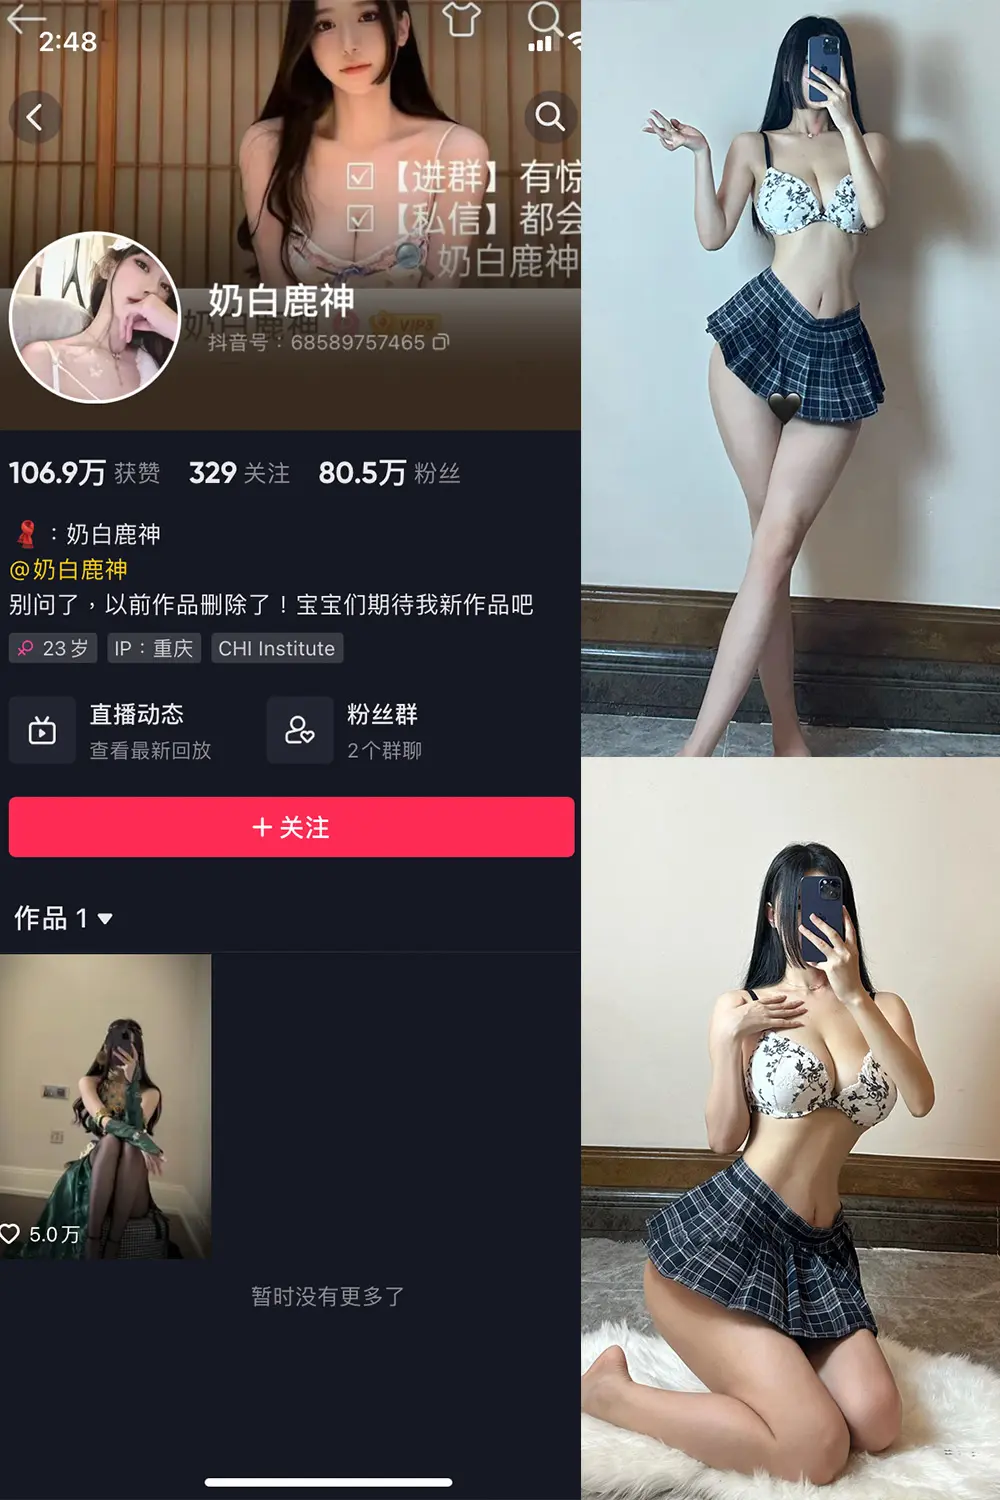 2:48
【进群】有惊
【私信】都会
奶白鹿神
奶白鹿神
奶白鹿神
VIP3
抖音号：68589757465
106.9万 获赞 329 关注 80.5万 粉丝
：奶白鹿神
@奶白鹿神
别问了，以前作品删除了！宝宝们期待我新作品吧
23岁 IP：重庆 CHI Institute
直播动态
查看最新回放
粉丝群
2个群聊
+ 关注
作品 1
5.0万
暂时没有更多了